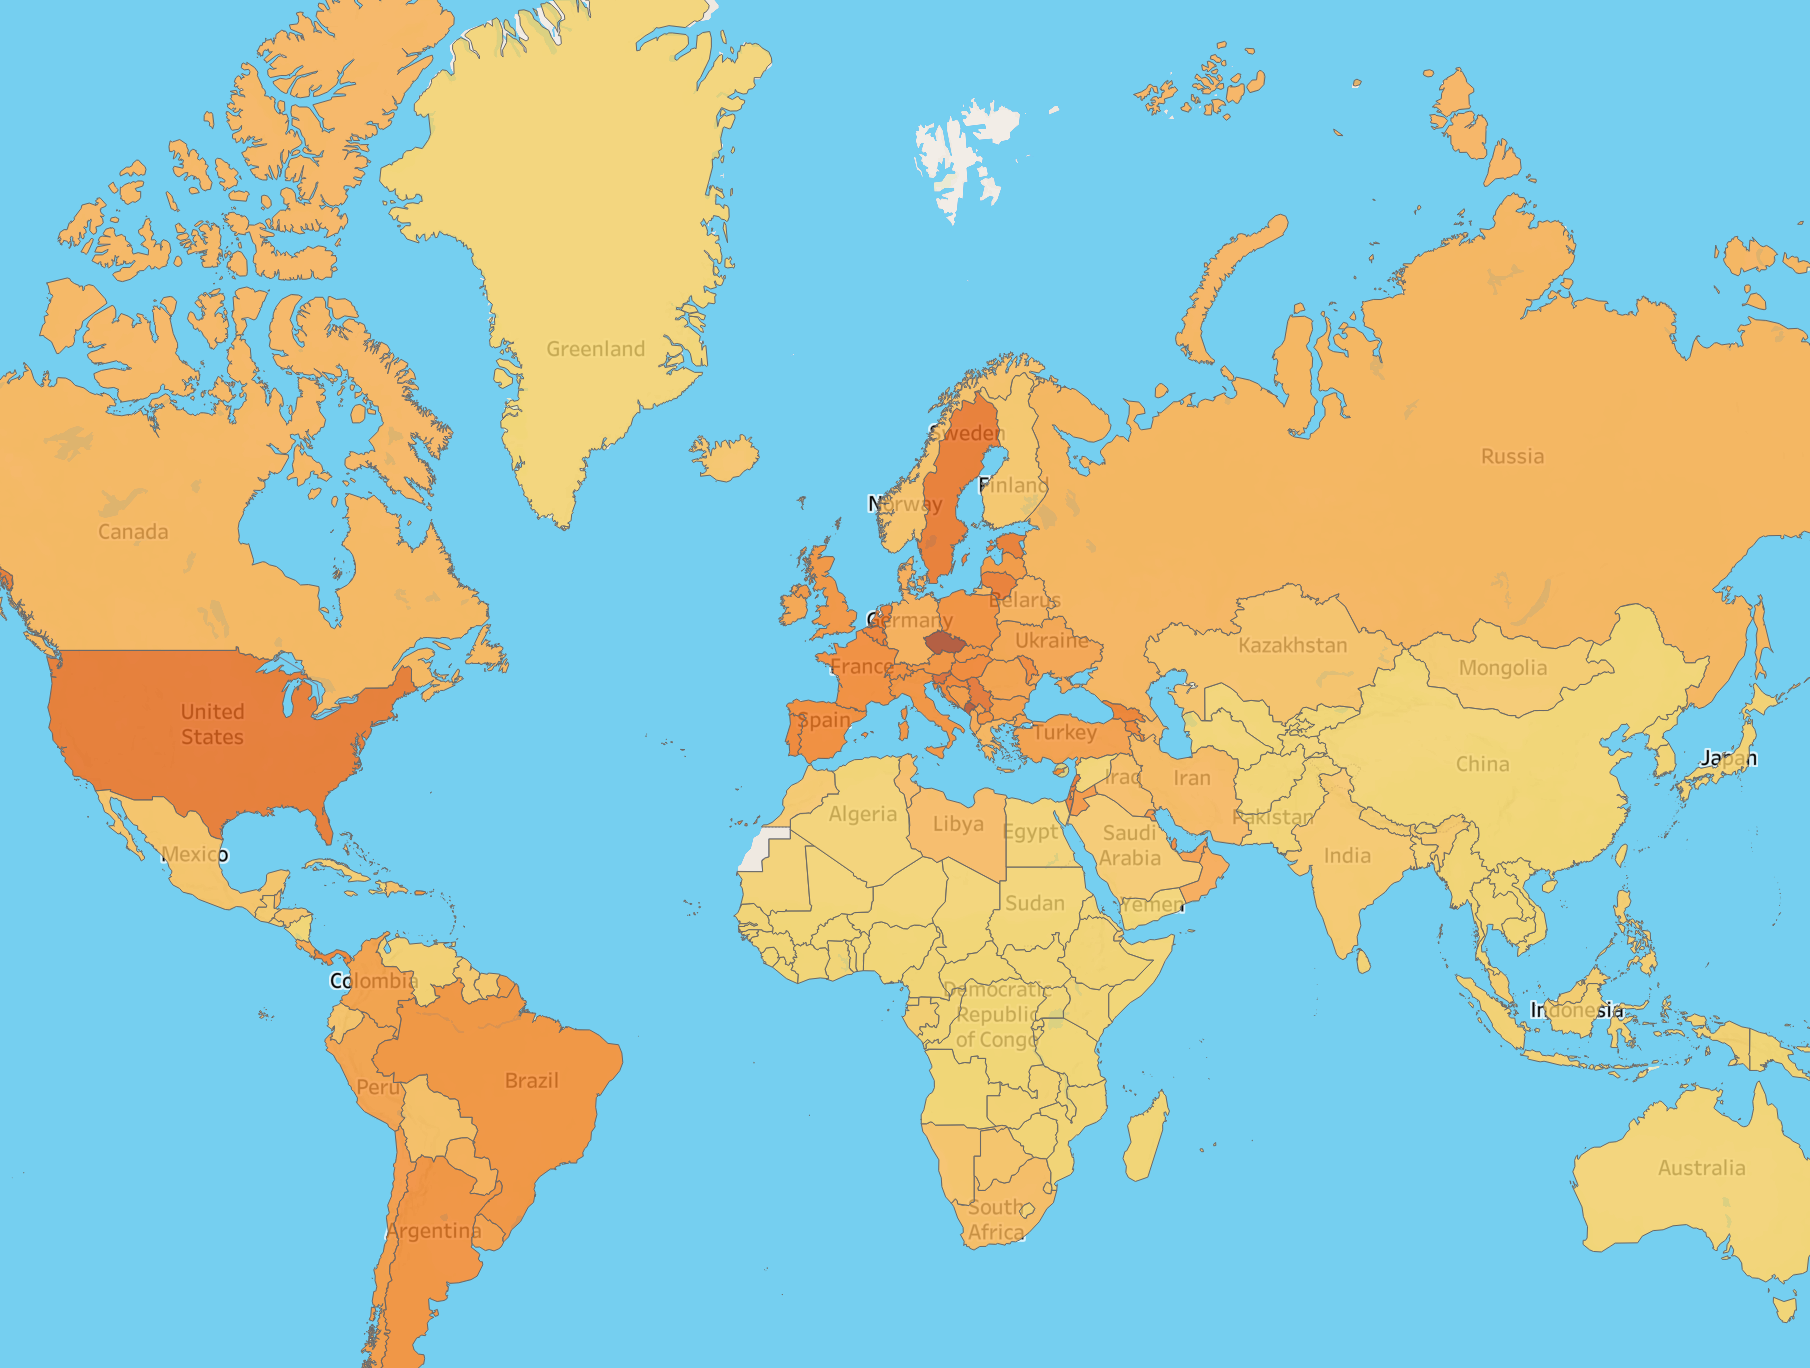 Greenland
Sweden
Russia
Finland
Norway
Canada
Belarus
Germany
Ukraine
Kazakhstan
France
Mongolia
United
States
Spain
Turkey
China
Japan
Iraq
Iran
Algeria
Libya
Egypt
Pakistan
Saudi
Arabia
Mexico
India
Sudan
Yemen
Colombia
Democratic
Republic
of Congo
Indonesia
Brazil
Peru
Australia
South
Africa
Argentina